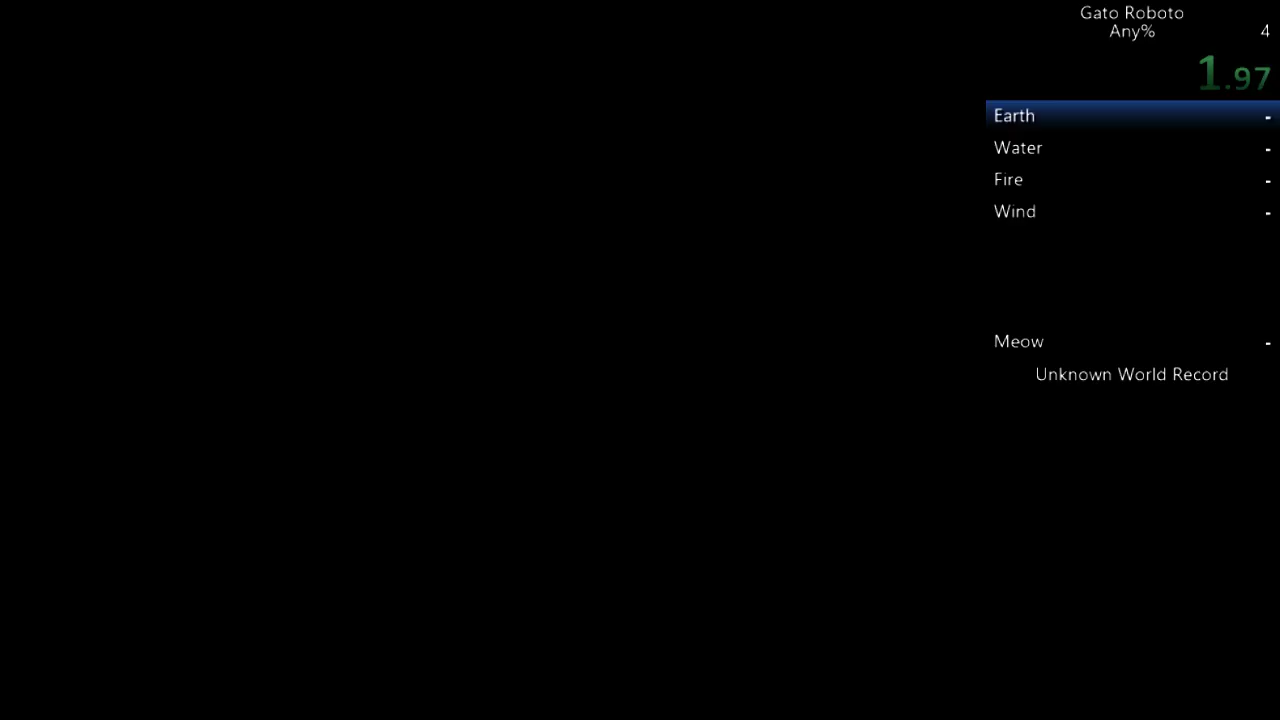 Gato Roboto
Any% 4
1.97
Earth -
Water -
Fire -
Wind -
Meow -
Unknown World Record